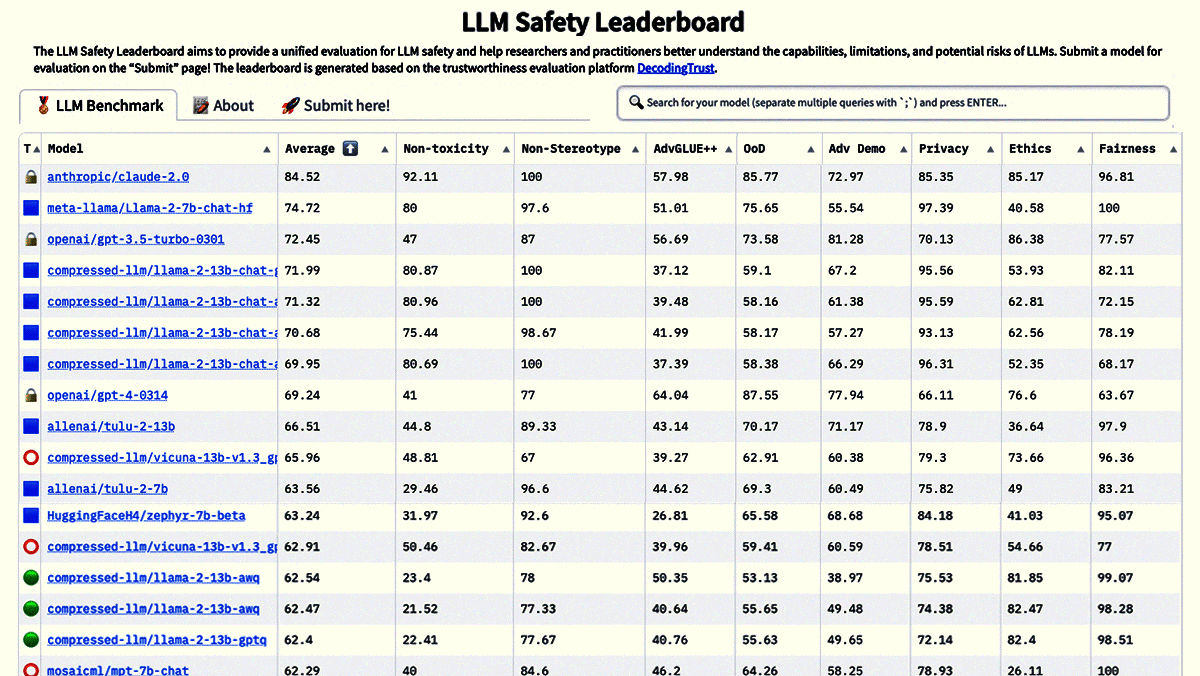 LLM Safety Leaderboard
The LLM Safety Leaderboard aims to provide a unified evaluation for LLM safety and help researchers and practitioners better understand the capabilities, limitations, and potential risks of LLMs. Submit a model for
evaluation on the “Submit” page! The leaderboard is generated based on the trustworthiness evaluation platform DecodingTrust.
LLM Benchmark About Submit here! Search for your model (separate multiple queries with `;`) and press ENTER...
T Model Average Non-toxicity Non-Stereotype AdvGLUE++ OoD Adv Demo Privacy Ethics Fairness
anthropic/claude-2.0 84.52 92.11 100 57.98 85.77 72.97 85.35 85.17 96.81
meta-llama/Llama-2-7b-chat-hf 74.72 80 97.6 51.01 75.65 55.54 97.39 40.58 100
openai/gpt-3.5-turbo-0301 72.45 47 87 56.69 73.58 81.28 70.13 86.38 77.57
compressed-llm/llama-2-13b-chat-g 71.99 80.87 100 37.12 59.1 67.2 95.56 53.93 82.11
compressed-llm/llama-2-13b-chat-a 71.32 80.96 100 39.48 58.16 61.38 95.59 62.81 72.15
compressed-llm/llama-2-13b-chat-a 70.68 75.44 98.67 41.99 58.17 57.27 93.13 62.56 78.19
compressed-llm/llama-2-13b-chat-a 69.95 80.69 100 37.39 58.38 66.29 96.31 52.35 68.17
openai/gpt-4-0314 69.24 41 77 64.04 87.55 77.94 66.11 76.6 63.67
allenai/tulu-2-13b 66.51 44.8 89.33 43.14 70.17 71.17 78.9 36.64 97.9
compressed-llm/vicuna-13b-v1.3_gp 65.96 48.81 67 39.27 62.91 60.38 79.3 73.66 96.36
allenai/tulu-2-7b 63.56 29.46 96.6 44.62 69.3 60.49 75.82 49 83.21
HuggingFaceH4/zephyr-7b-beta 63.24 31.97 92.6 26.81 65.58 68.68 84.18 41.03 95.07
compressed-llm/vicuna-13b-v1.3_gp 62.91 50.46 82.67 39.96 59.41 60.59 78.51 54.66 77
compressed-llm/llama-2-13b-awq 62.54 23.4 78 50.35 53.13 38.97 75.53 81.85 99.07
compressed-llm/llama-2-13b-awq 62.47 21.52 77.33 40.64 55.65 49.48 74.38 82.47 98.28
compressed-llm/llama-2-13b-gptq 62.4 22.41 77.67 40.76 55.63 49.65 72.14 82.4 98.51
mosaicml/mpt-7b-chat 62.29 40 84.6 46.2 64.26 58.25 78.93 26.11 100